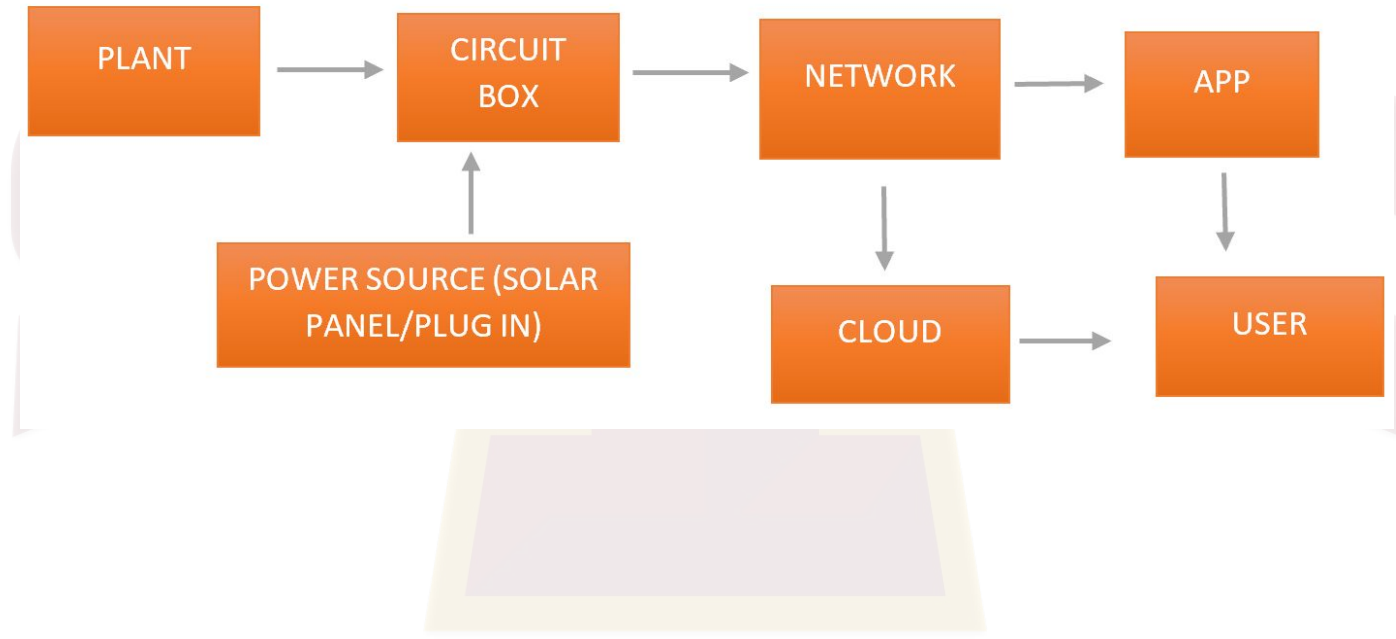 PLANT
CIRCUIT
BOX
NETWORK
APP
POWER SOURCE (SOLAR
PANEL/PLUG IN)
CLOUD
USER